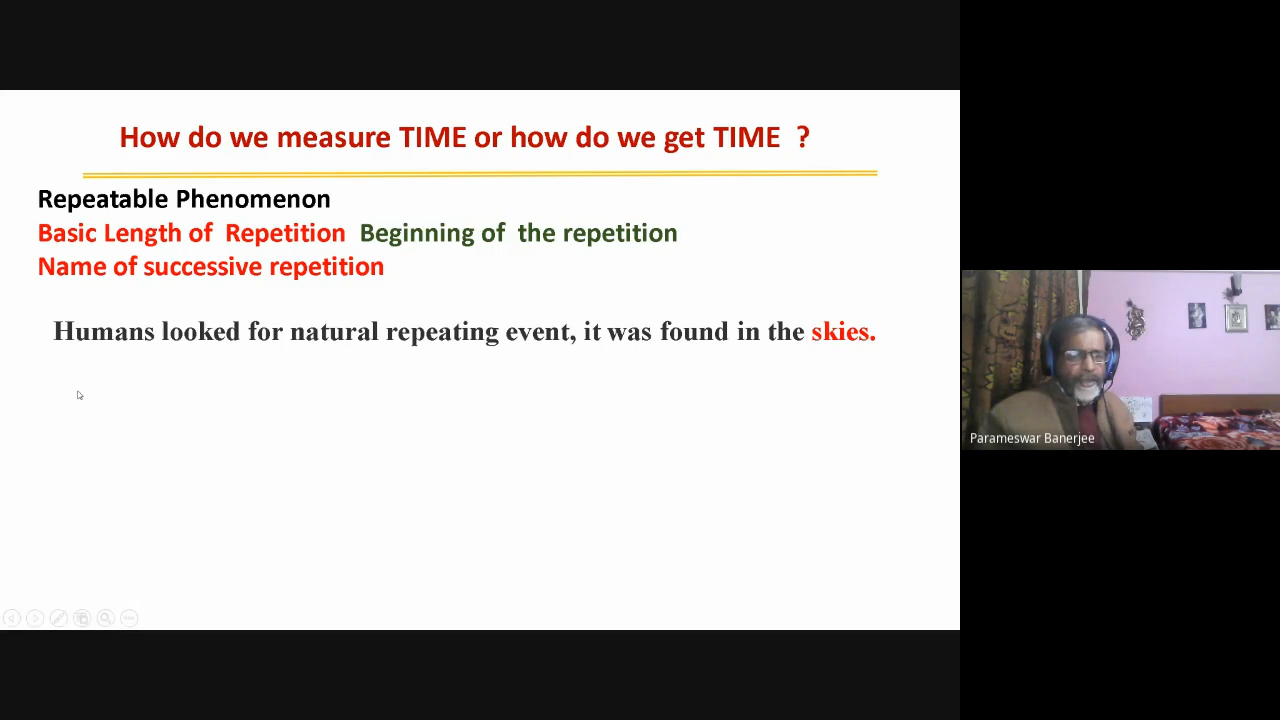 How do we measure TIME or how do we get TIME ?
Repeatable Phenomenon
Basic Length of Repetition Beginning of the repetition
Name of successive repetition
Humans looked for natural repeating event, it was found in the skies.
Parameswar Banerjee